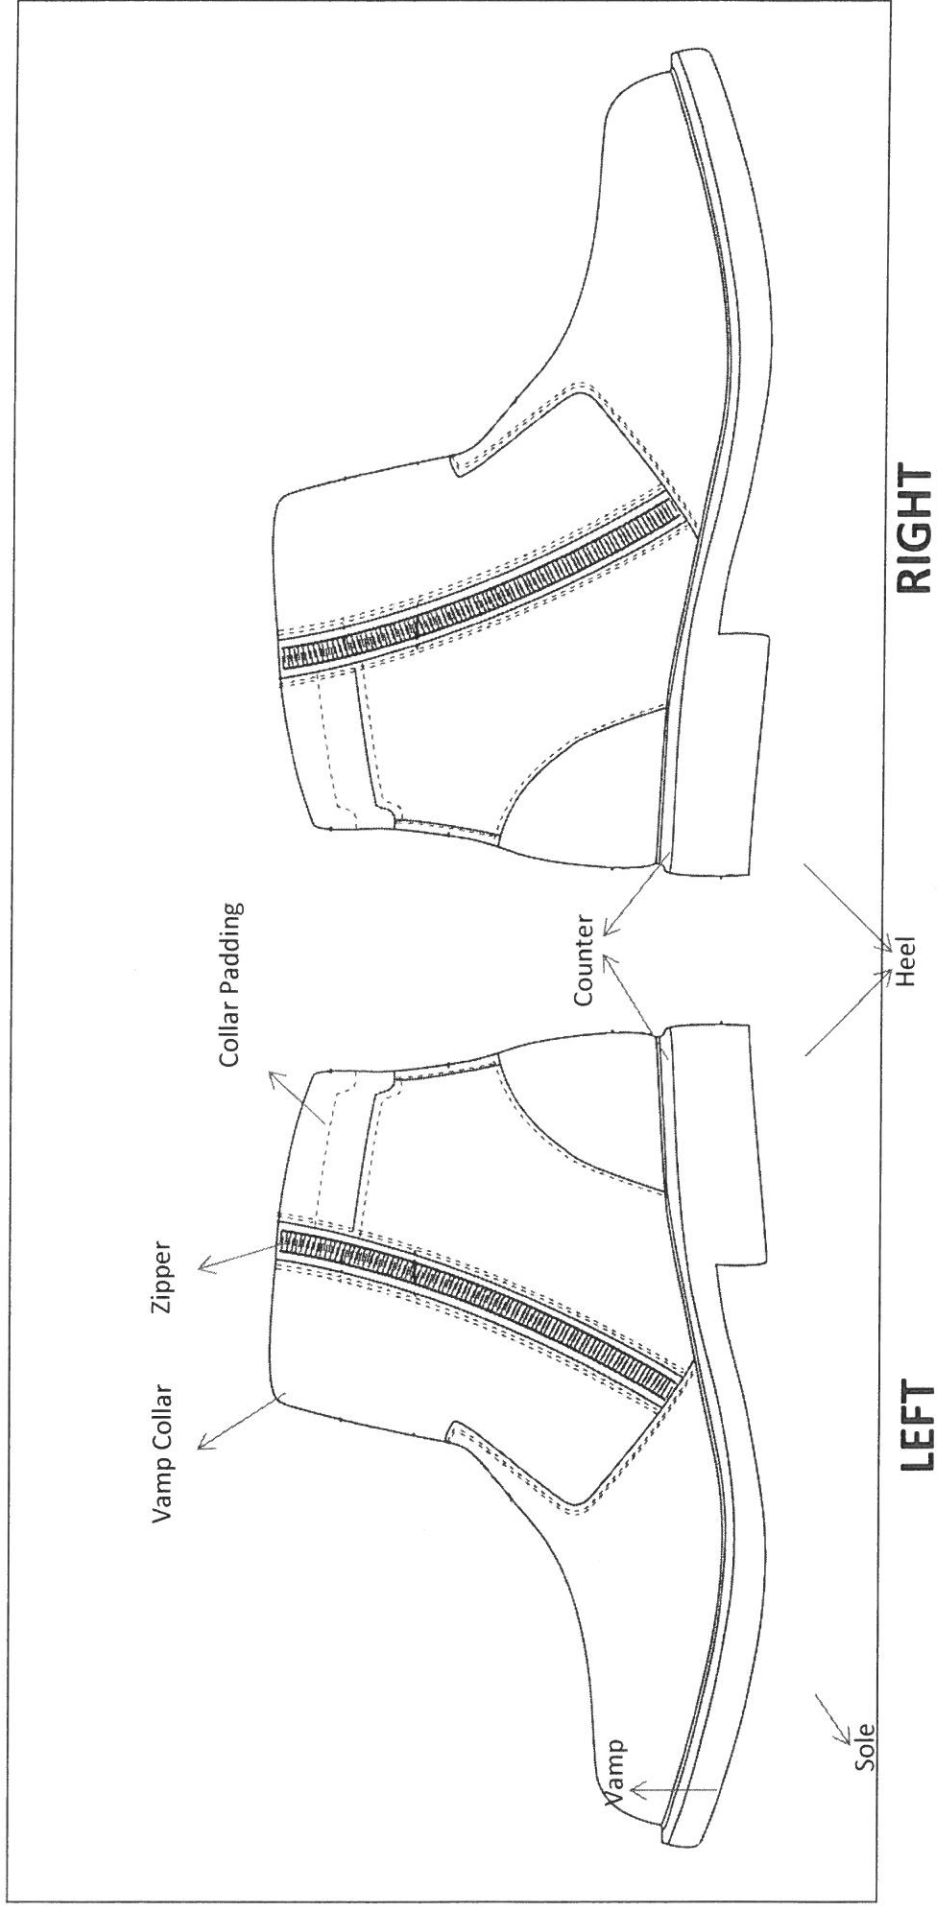 Vamp Collar
Zipper
Collar Padding
Vamp
Counter
Sole
Heel
LEFT
RIGHT